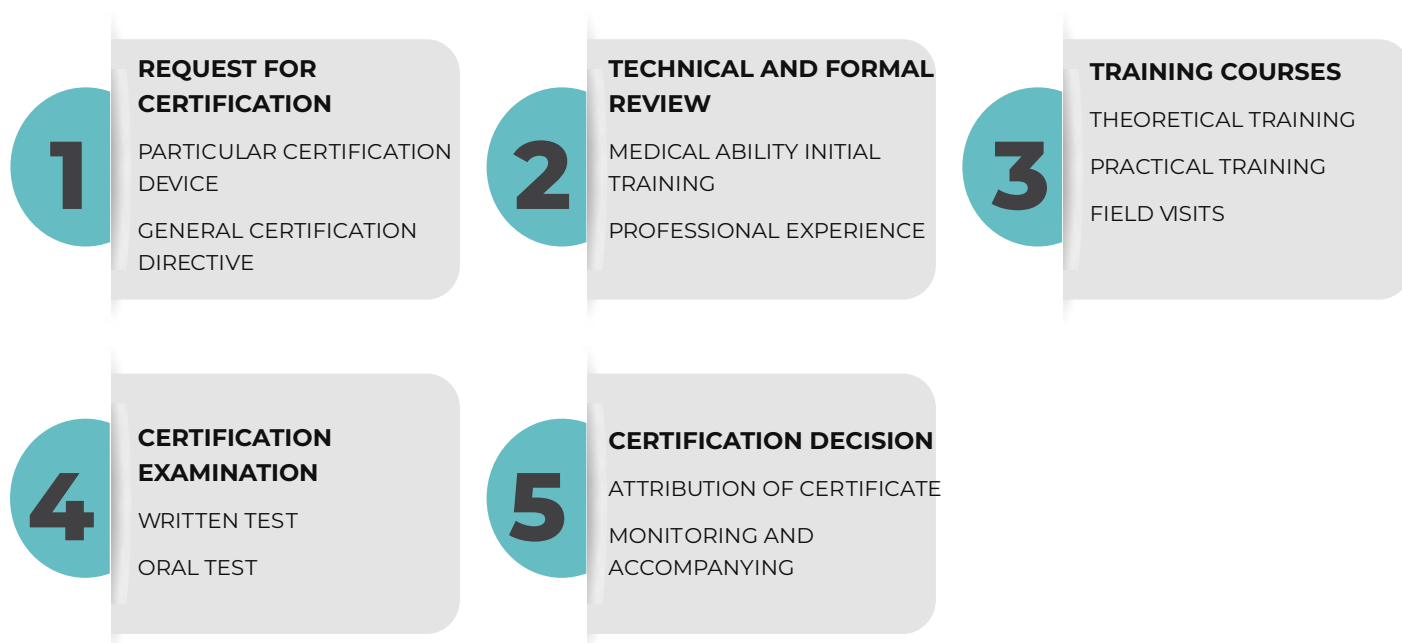 1
REQUEST FOR
CERTIFICATION
PARTICULAR CERTIFICATION
DEVICE
GENERAL CERTIFICATION
DIRECTIVE
2
TECHNICAL AND FORMAL
REVIEW
MEDICAL ABILITY INITIAL
TRAINING
PROFESSIONAL EXPERIENCE
3
TRAINING COURSES
THEORETICAL TRAINING
PRACTICAL TRAINING
FIELD VISITS
4
CERTIFICATION
EXAMINATION
WRITTEN TEST
ORAL TEST
5
CERTIFICATION DECISION
ATTRIBUTION OF CERTIFICATE
MONITORING AND
ACCOMPANYING